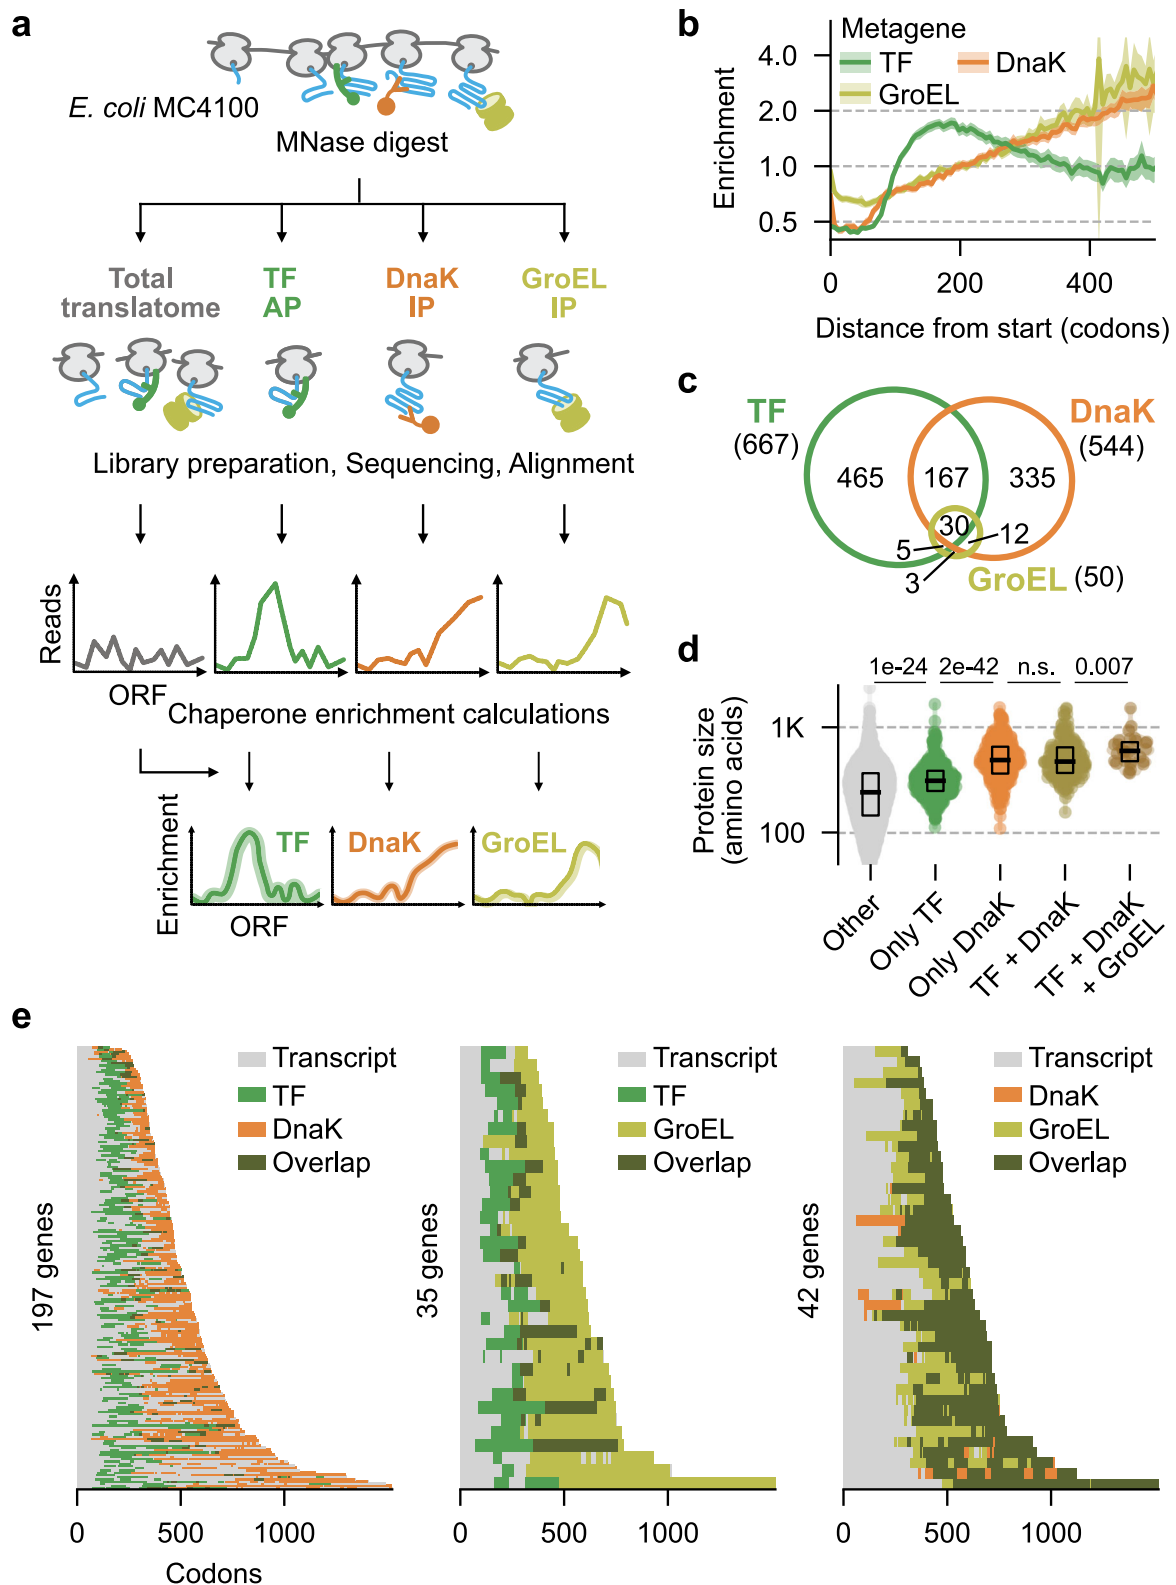 a
E. coli MC4100
MNase digest
Total
translatome
TF
AP
DnaK
IP
GroEL
IP
Library preparation, Sequencing, Alignment
Reads
ORF
Chaperone enrichment calculations
Enrichment
TF
DnaK
GroEL
ORF
b
Metagene
TF
DnaK
GroEL
Enrichment
4.0
2.0
1.0
0.5
0
200
400
Distance from start (codons)
c
TF
(667)
DnaK
(544)
465
167
335
30
5
12
3
GroEL (50)
d
1e-24
2e-42
n.s.
0.007
Protein size
(amino acids)
1K
100
Other
Only TF
Only DnaK
TF + DnaK
TF + DnaK
+ GroEL
e
197 genes
Transcript
TF
DnaK
Overlap
0
500
1000
Codons
35 genes
Transcript
TF
GroEL
Overlap
0
500
1000
42 genes
Transcript
DnaK
GroEL
Overlap
0
500
1000